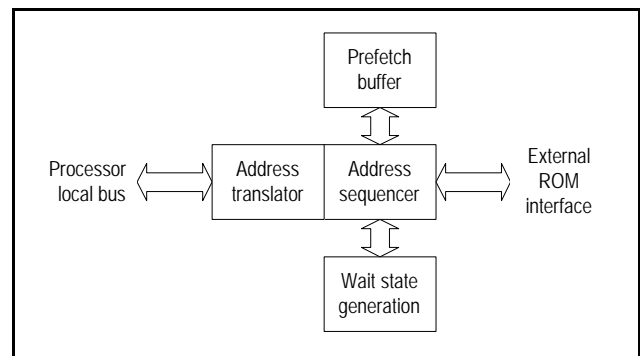 Prefetch
buffer
Processor
local bus
Address
translator
Address
sequencer
External
ROM
interface
Wait state
generation